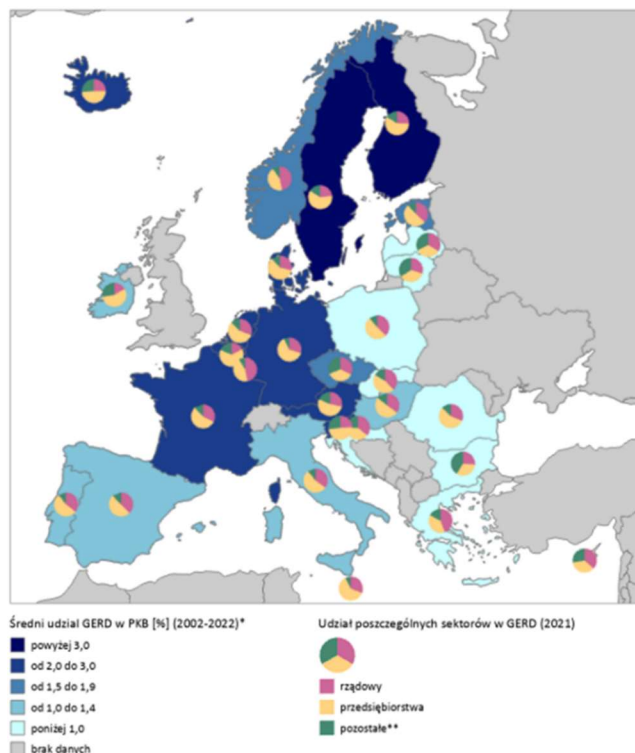 Średni udział GERD w PKB [%] (2002-2022)*
powyżej 3,0
od 2,0 do 3,0
od 1,5 do 1,9
od 1,0 do 1,4
poniżej 1,0
brak danych
Udział poszczególnych sektorów w GERD (2021)
rządowy
przedsiębiorstwa
pozostałe**